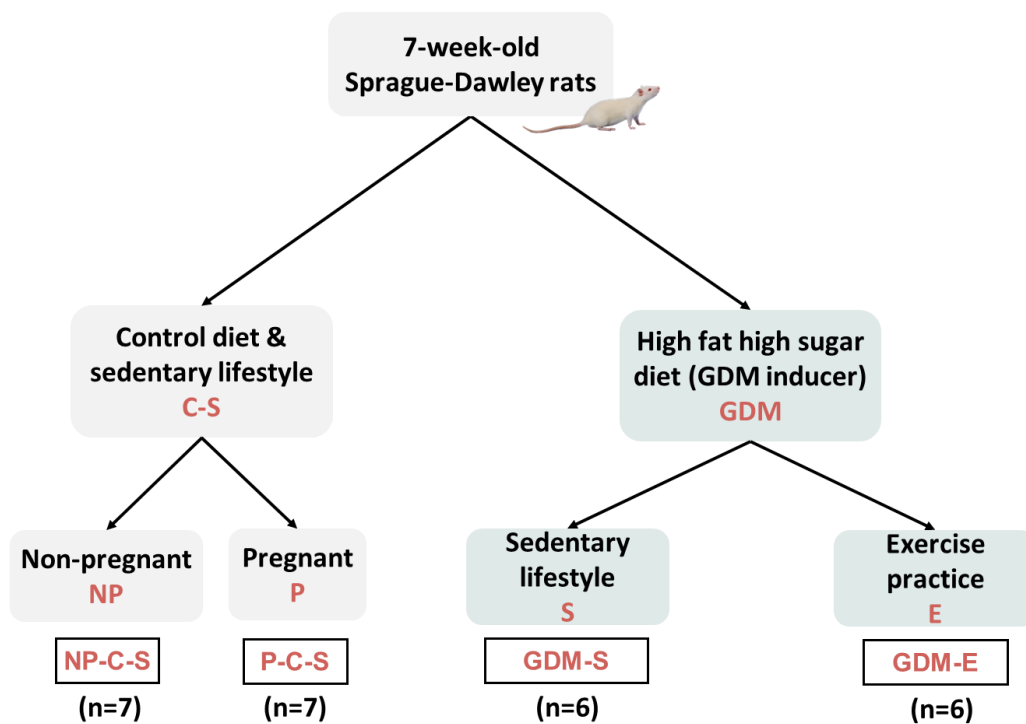 7-week-old
Sprague-Dawley rats
Control diet &
sedentary lifestyle
C-S
High fat high sugar
diet (GDM inducer)
GDM
Non-pregnant
NP
Pregnant
P
Sedentary
lifestyle
S
Exercise
practice
E
NP-C-S
P-C-S
GDM-S
GDM-E
(n=7)
(n=7)
(n=6)
(n=6)